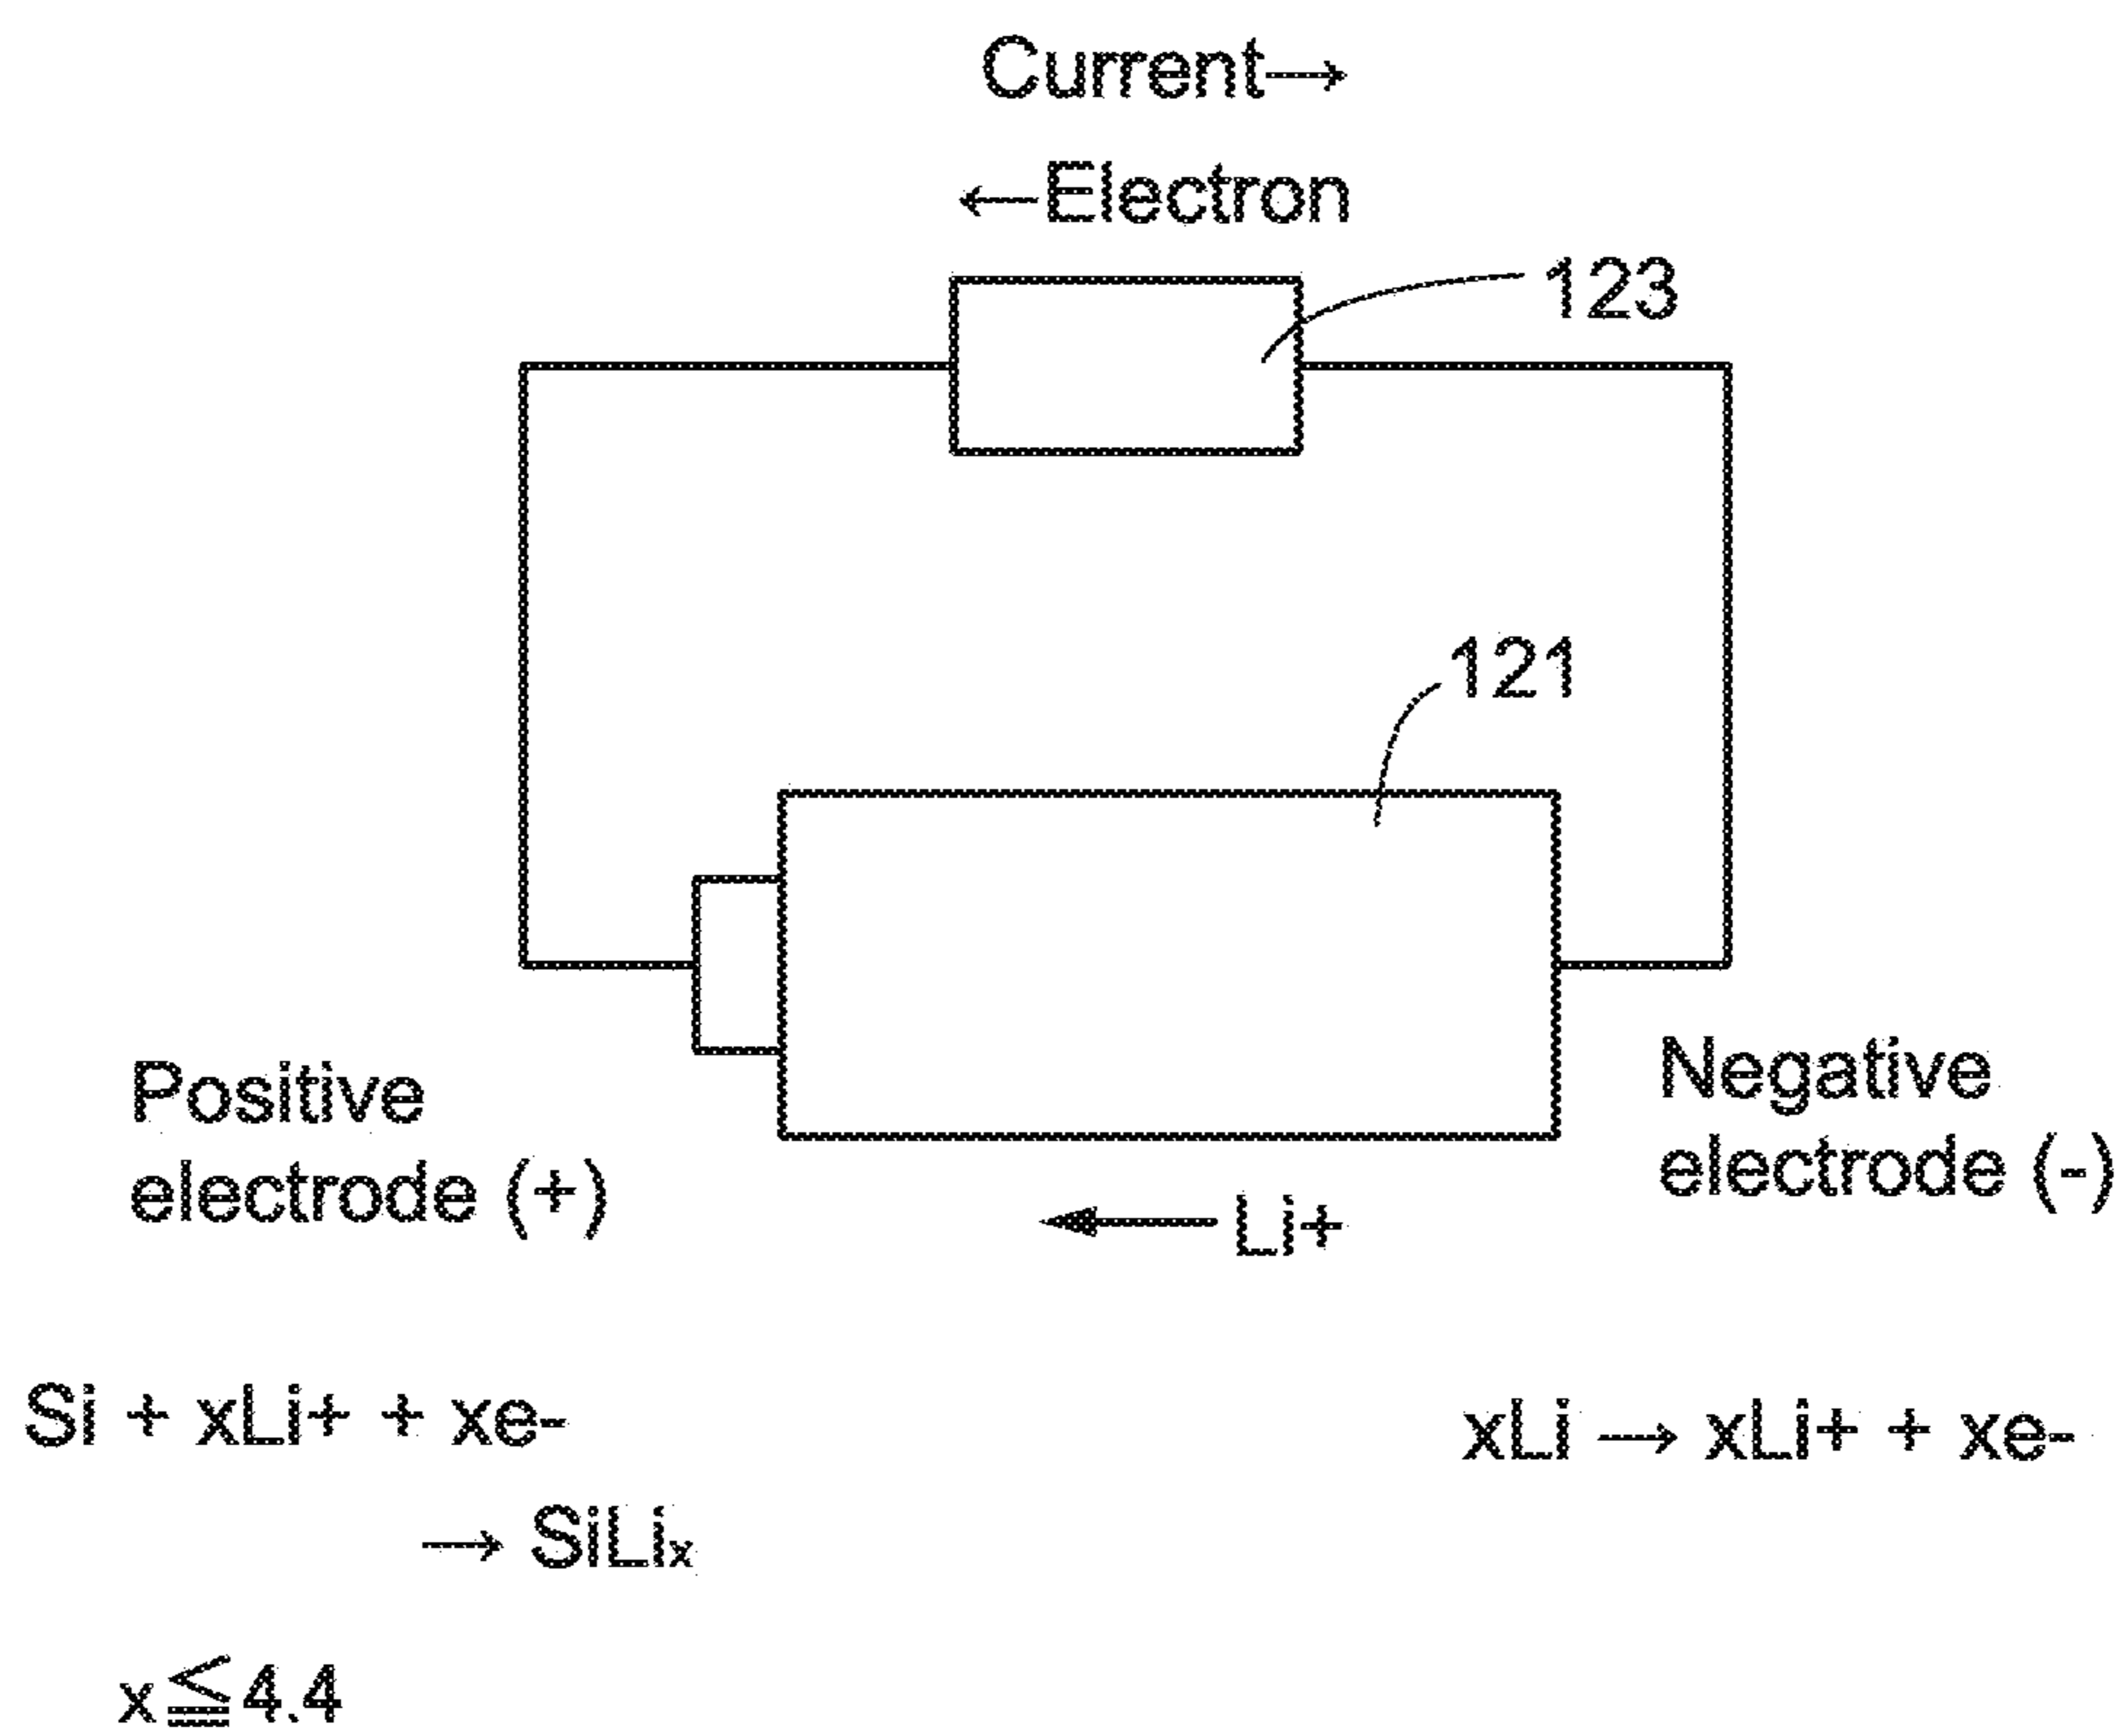 Current→
←Electron
123
121
Positive
electrode (+)
Negative
electrode (-)
←Li+
Si + xLi+ + xe-
→ SiLiₓ
xLi → xLi+ + xe-
x≦4.4